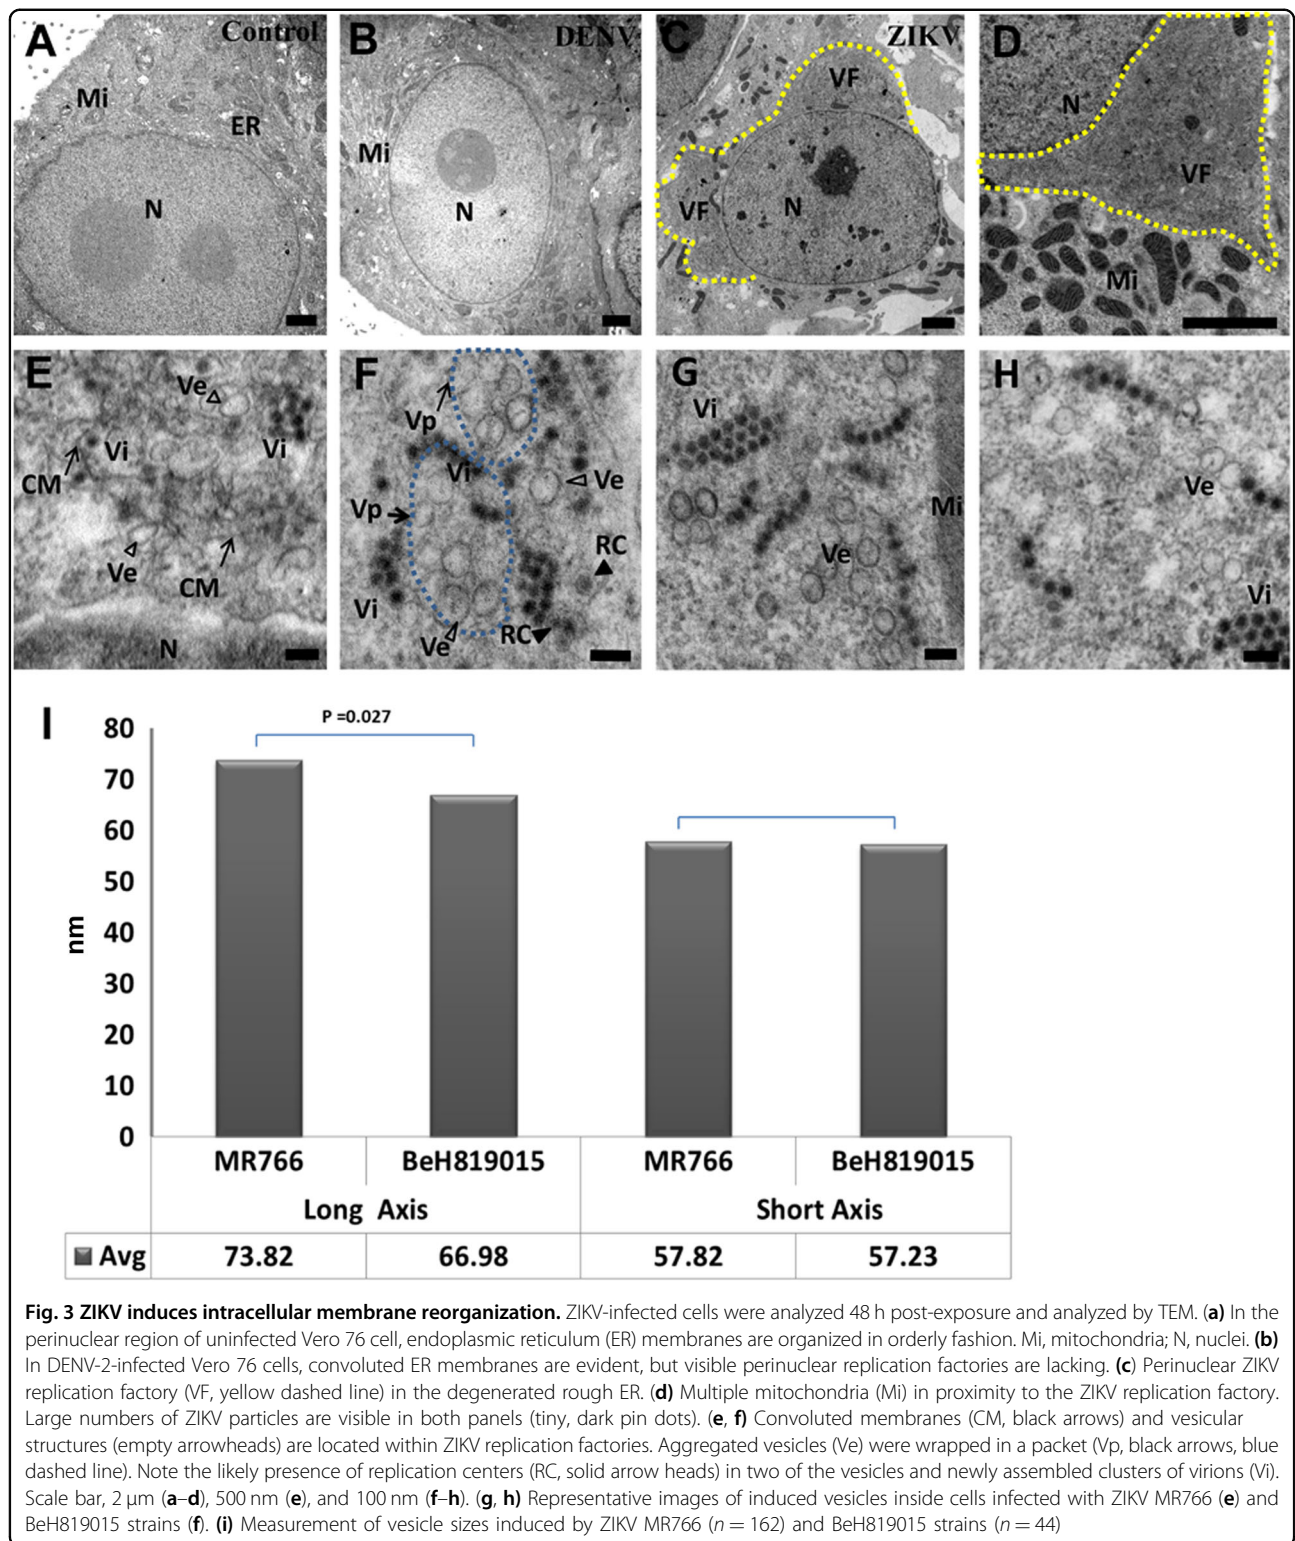 A Control
Mi
ER
N
B DENV
Mi
N
C ZIKV
VF
VF
N
D
N
VF
Mi
E
Ve
Vi
Vi
CM
Ve
CM
N
F
Vp
Vi
Ve
Vp
RC
Vi
RC
Ve
G
Vi
Mi
Ve
H
Ve
Vi
I
P =0.027
80
70
60
50
40
30
20
10
0
nm
MR766 BeH819015 MR766 BeH819015
Long Axis Short Axis
Avg 73.82 66.98 57.82 57.23
Fig. 3 ZIKV induces intracellular membrane reorganization. ZIKV-infected cells were analyzed 48 h post-exposure and analyzed by TEM. (a) In the
perinuclear region of uninfected Vero 76 cell, endoplasmic reticulum (ER) membranes are organized in orderly fashion. Mi, mitochondria; N, nuclei. (b)
In DENV-2-infected Vero 76 cells, convoluted ER membranes are evident, but visible perinuclear replication factories are lacking. (c) Perinuclear ZIKV
replication factory (VF, yellow dashed line) in the degenerated rough ER. (d) Multiple mitochondria (Mi) in proximity to the ZIKV replication factory.
Large numbers of ZIKV particles are visible in both panels (tiny, dark pin dots). (e, f) Convoluted membranes (CM, black arrows) and vesicular
structures (empty arrowheads) are located within ZIKV replication factories. Aggregated vesicles (Ve) were wrapped in a packet (Vp, black arrows, blue
dashed line). Note the likely presence of replication centers (RC, solid arrow heads) in two of the vesicles and newly assembled clusters of virions (Vi).
Scale bar, 2 μm (a–d), 500 nm (e), and 100 nm (f–h). (g, h) Representative images of induced vesicles inside cells infected with ZIKV MR766 (e) and
BeH819015 strains (f). (i) Measurement of vesicle sizes induced by ZIKV MR766 (n = 162) and BeH819015 strains (n = 44)